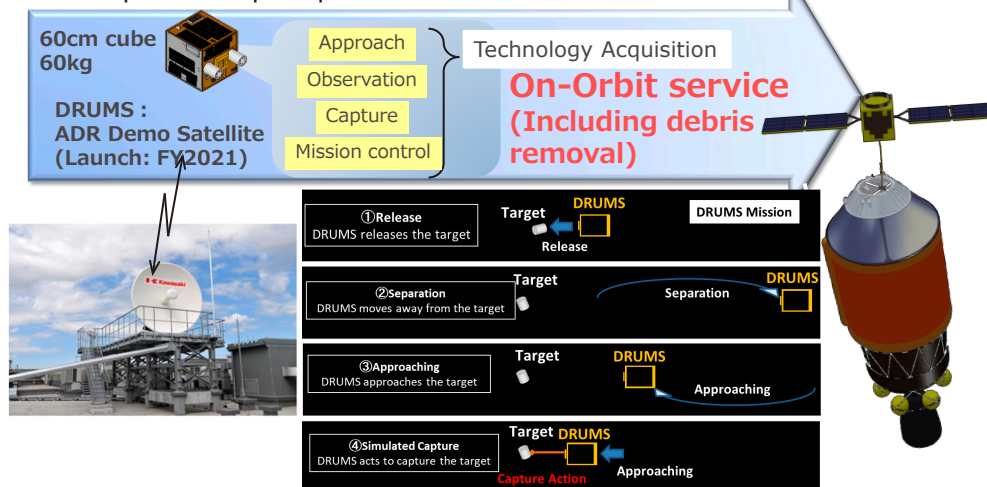 60cm cube
60kg
DRUMS :
ADR Demo Satellite
(Launch: FY2021)
Approach
Observation
Capture
Mission control
Technology Acquisition
On-Orbit service
(Including debris
removal)
Kawasaki
①Release
DRUMS releases the target
Target
DRUMS
Release
DRUMS Mission
②Separation
DRUMS moves away from the target
Target
Separation
DRUMS
③Approaching
DRUMS approaches the target
Target
DRUMS
Approaching
④Simulated Capture
DRUMS acts to capture the target
Target
DRUMS
Capture Action
Approaching